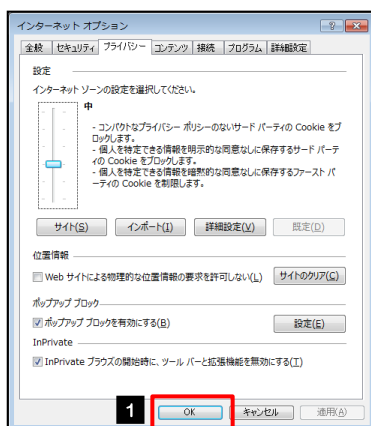 インターネット オプション
全般 セキュリティ プライバシー コンテンツ 接続 プログラム 詳細設定
設定
インターネット ゾーンの設定を選択してください。
中
- コンパクトなプライバシー ポリシーのないサード パーティの Cookie をブ
ロックします。
- 個人を特定できる情報を明示的な同意なしに保存するサード パーテ
ィの Cookie をブロックします。
- 個人を特定できる情報を暗黙的な同意なしに保存するファースト パ
ーティの Cookie を制限します。
サイト(S) インポート(I) 詳細設定(V) 既定(D)
位置情報
Web サイトによる物理的な位置情報の要求を許可しない(L) サイトのクリア(C)
ポップアップ ブロック
ポップアップ ブロックを有効にする(B) 設定(E)
InPrivate
InPrivate ブラウズの開始時に、ツール バーと拡張機能を無効にする(T)
1 OK キャンセル 適用(A)